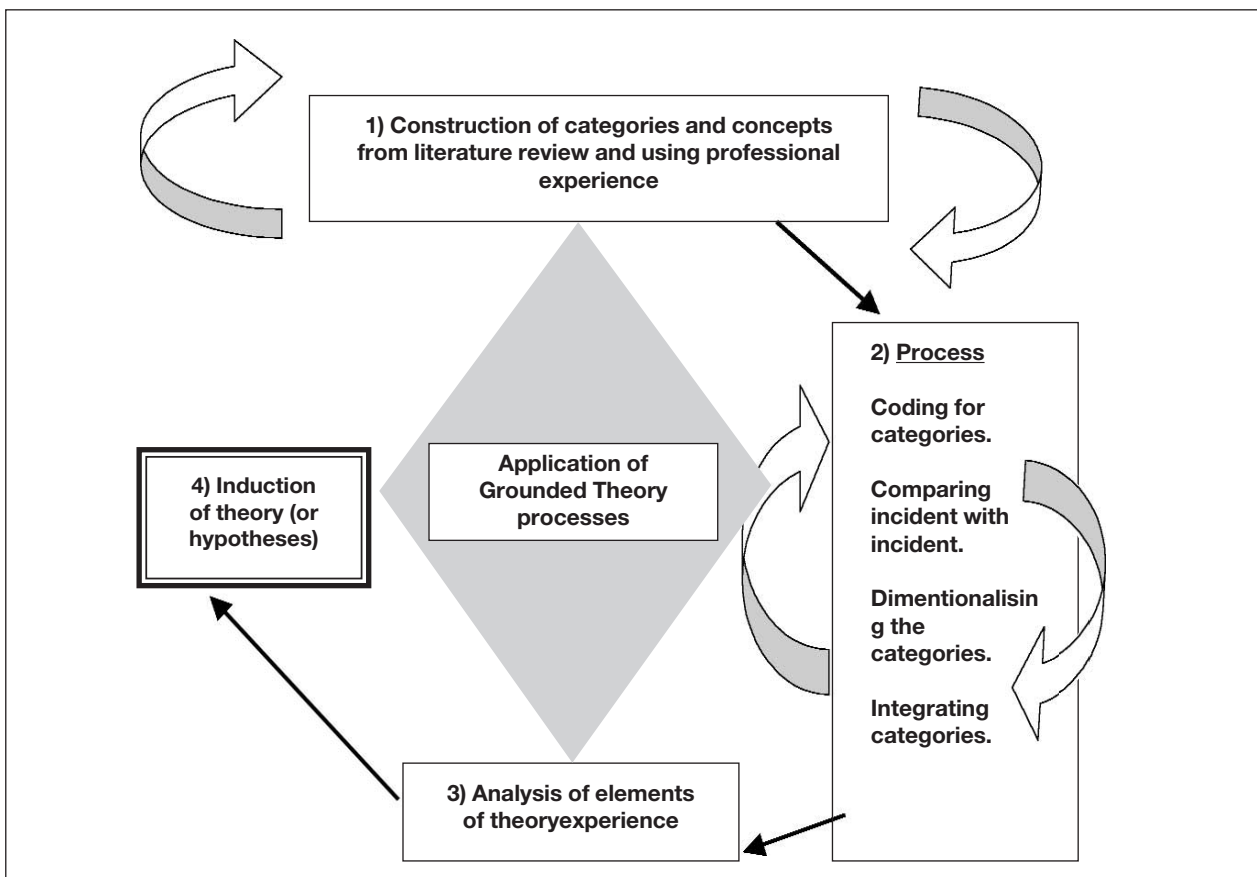 1) Construction of categories and concepts
from literature review and using professional
experience
2) Process
Coding for
categories.
Comparing
incident with
incident.
Dimentionalisin
g the
categories.
Integrating
categories.
Application of
Grounded Theory
processes
4) Induction
of theory (or
hypotheses)
3) Analysis of elements
of theoryexperience